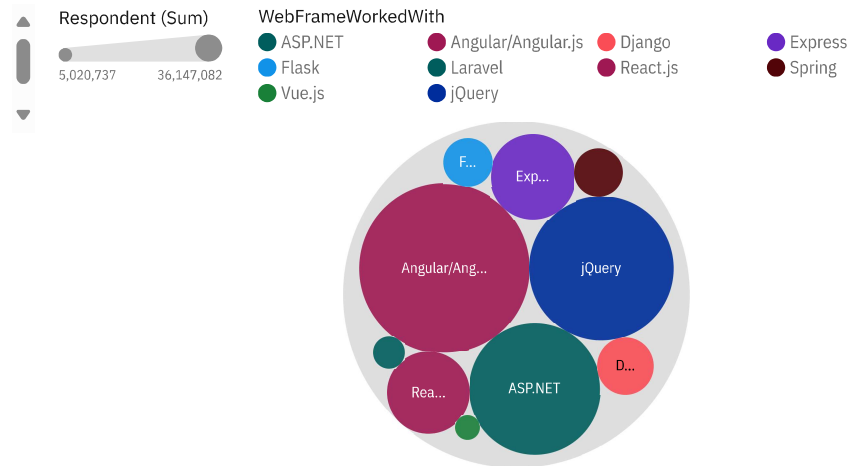 Respondent (Sum)
5,020,737 36,147,082
WebFrameWorkedWith
ASP.NET Angular/Angular.js Django Express
Flask Laravel React.js Spring
Vue.js jQuery
F...
Exp...
Angular/Ang...
jQuery
D...
Rea...
ASP.NET